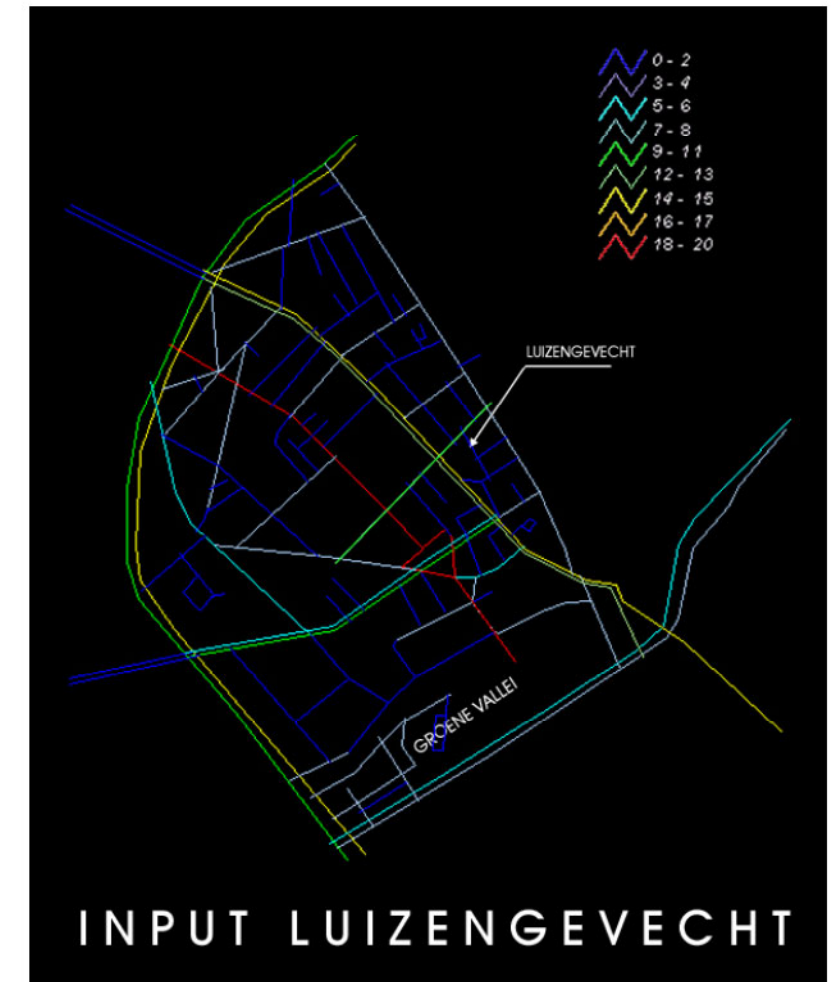 0 - 2
3 - 4
5 - 6
7 - 8
9 - 11
12 - 13
14 - 15
16 - 17
18 - 20
LUIZENGEVECHT
GROENE VALLEI
INPUT LUIZENGEVECHT